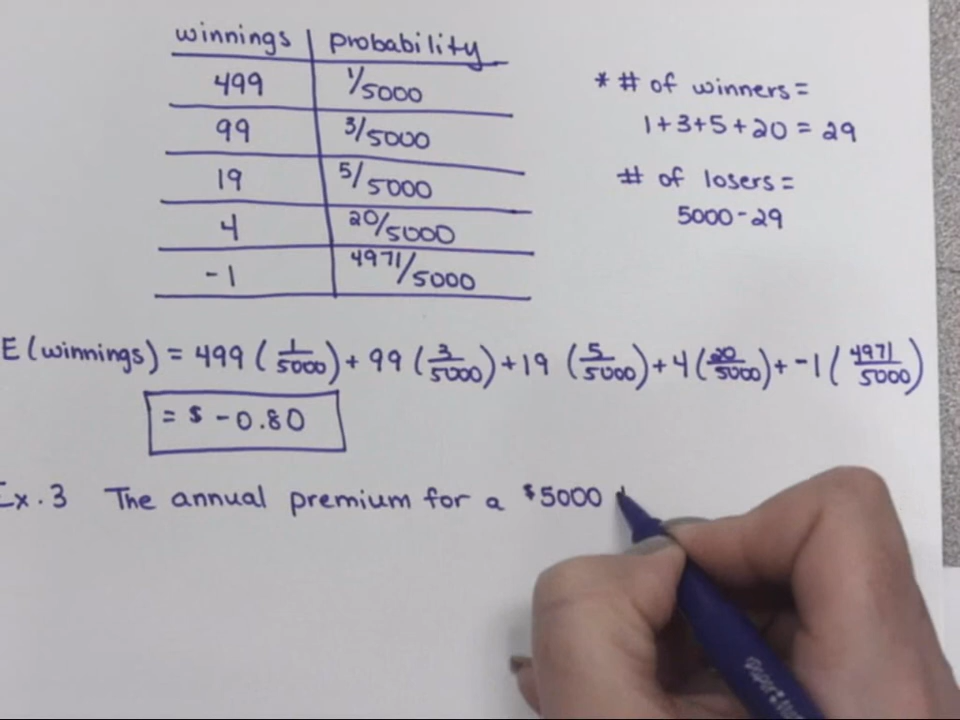 winnings probability
499 1/5000
99 3/5000
19 5/5000
4 20/5000
-1 4971/5000
* # of winners =
1+3+5+20 = 29
# of losers =
5000-29
E (winnings) = 499 (1/5000) + 99 (3/5000) + 19 (5/5000) + 4 (20/5000) + -1 (4971/5000)
= $ -0.80
Ex. 3 The annual premium for a $5000